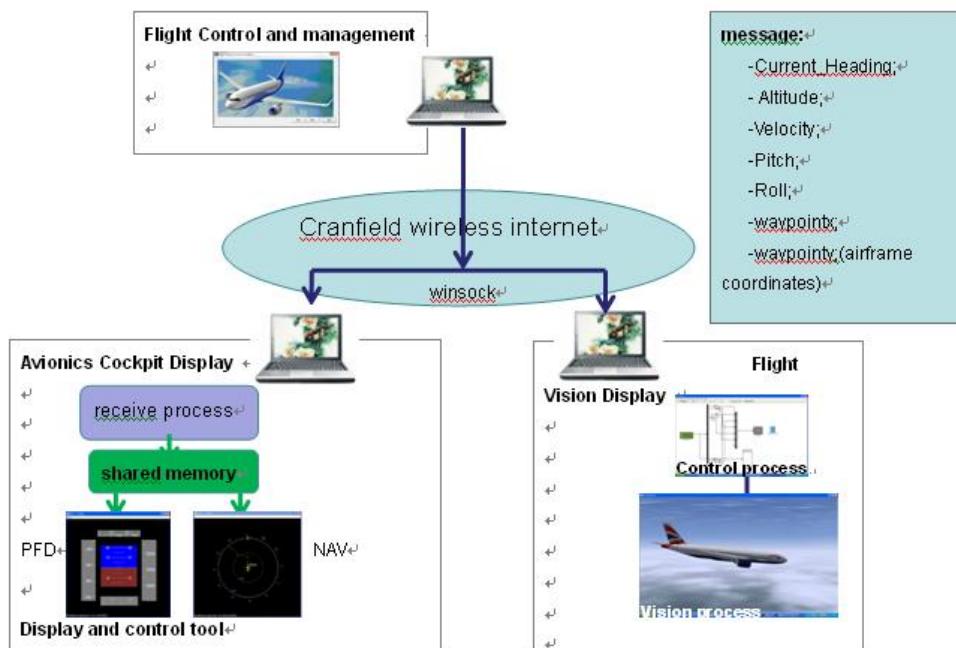 Flight Control and management
message:
-Current_Heading;
- Altitude;
-Velocity;
-Pitch;
-Roll;
-waypointx;
-waypointy;(airframe
coordinates)
Cranfield wireless internet
winsock
Avionics Cockpit Display
receive process
shared memory
PFD
NAV
Display and control tool
Flight
Vision Display
Control process
Vision process